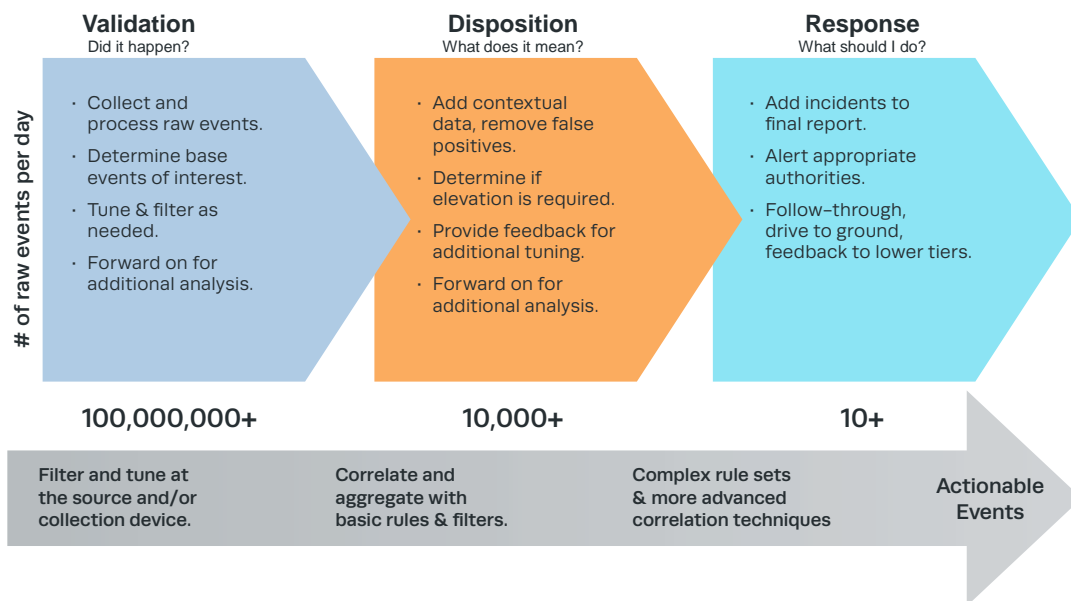 Validation
Did it happen?
Disposition
What does it mean?
Response
What should I do?
# of raw events per day
· Collect and
process raw events.
· Determine base
events of interest.
· Tune & filter as
needed.
· Forward on for
additional analysis.
· Add contextual
data, remove false
positives.
· Determine if
elevation is required.
· Provide feedback for
additional tuning.
· Forward on for
additional analysis.
· Add incidents to
final report.
· Alert appropriate
authorities.
· Follow-through,
drive to ground,
feedback to lower tiers.
100,000,000+
10,000+
10+
Filter and tune at
the source and/or
collection device.
Correlate and
aggregate with
basic rules & filters.
Complex rule sets
& more advanced
correlation techniques
Actionable
Events